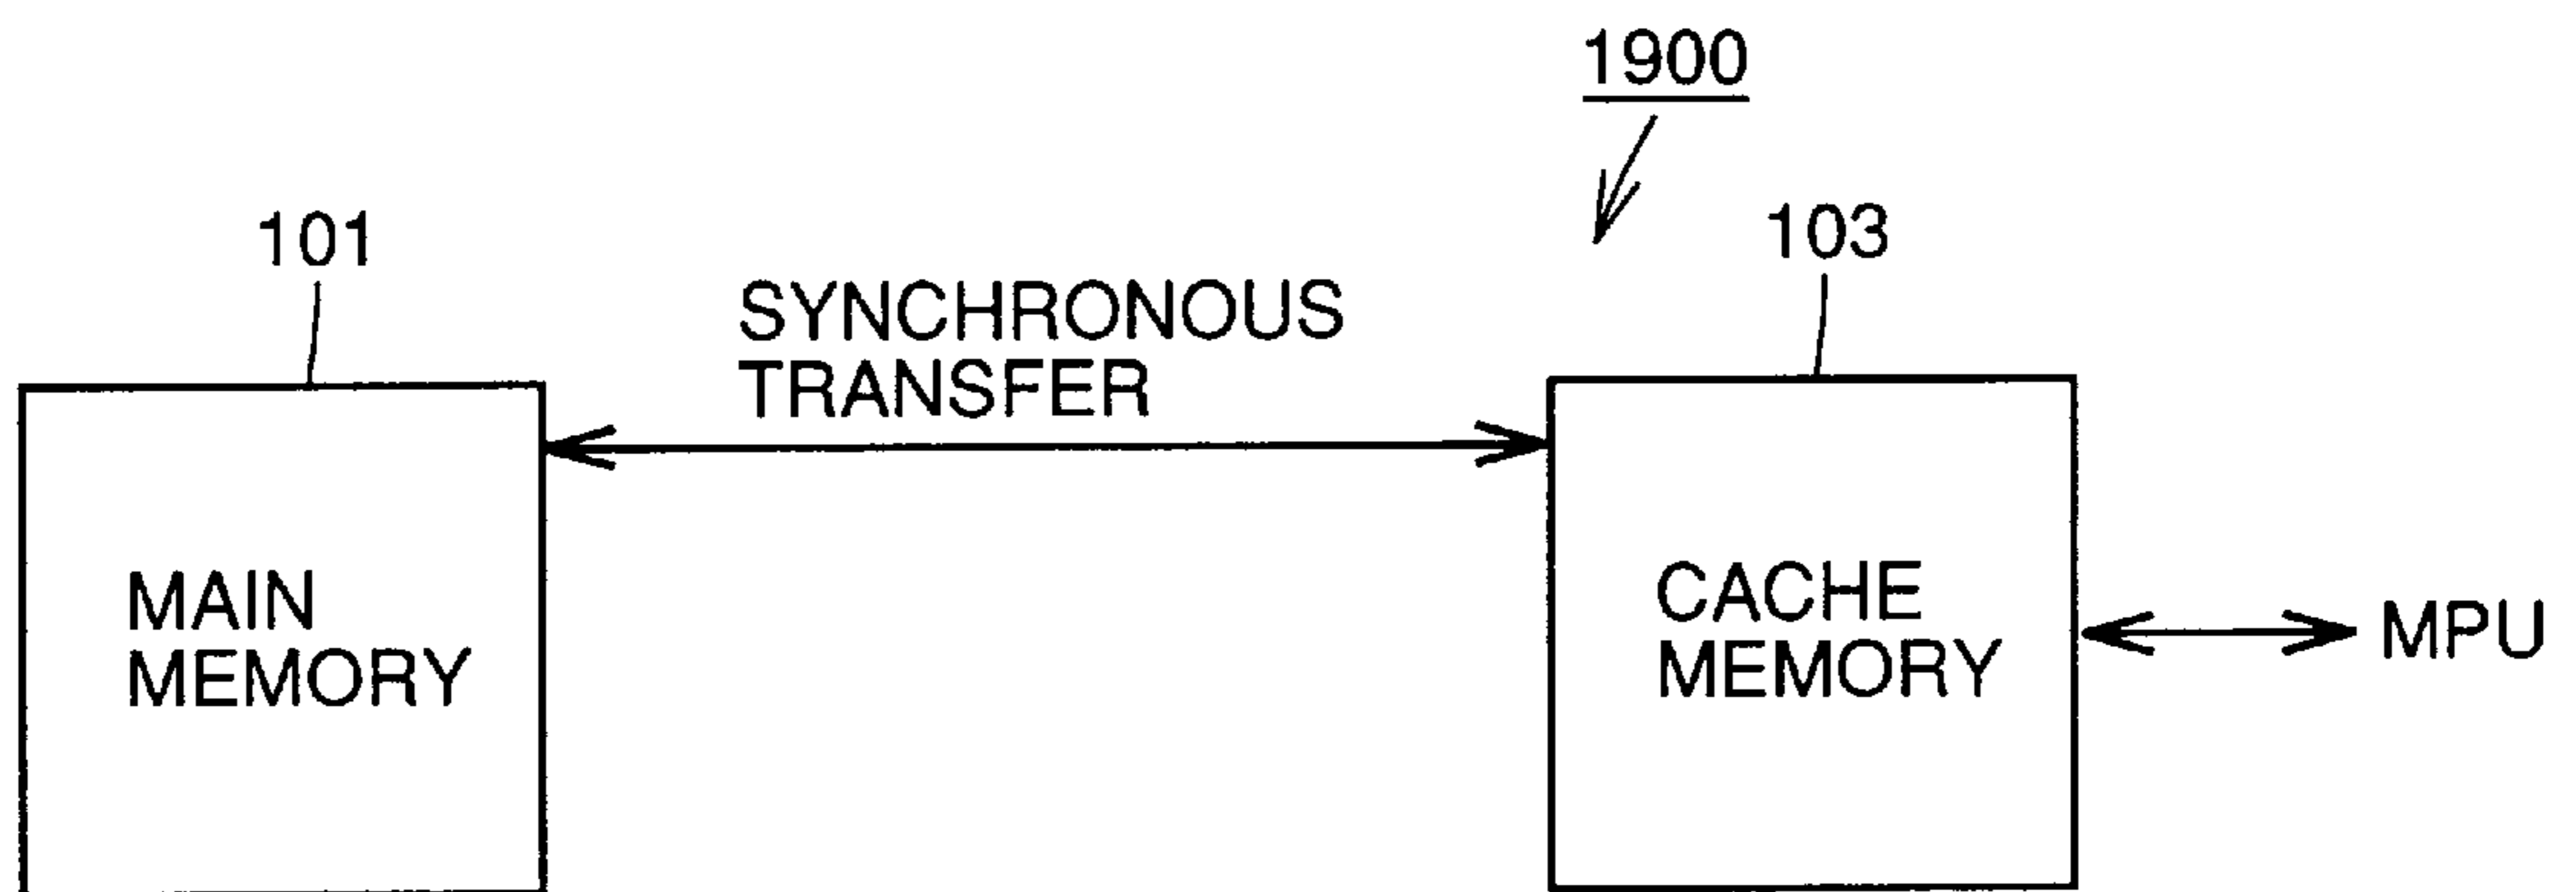 1900
101
103
SYNCHRONOUS
TRANSFER
MAIN
MEMORY
CACHE
MEMORY
MPU